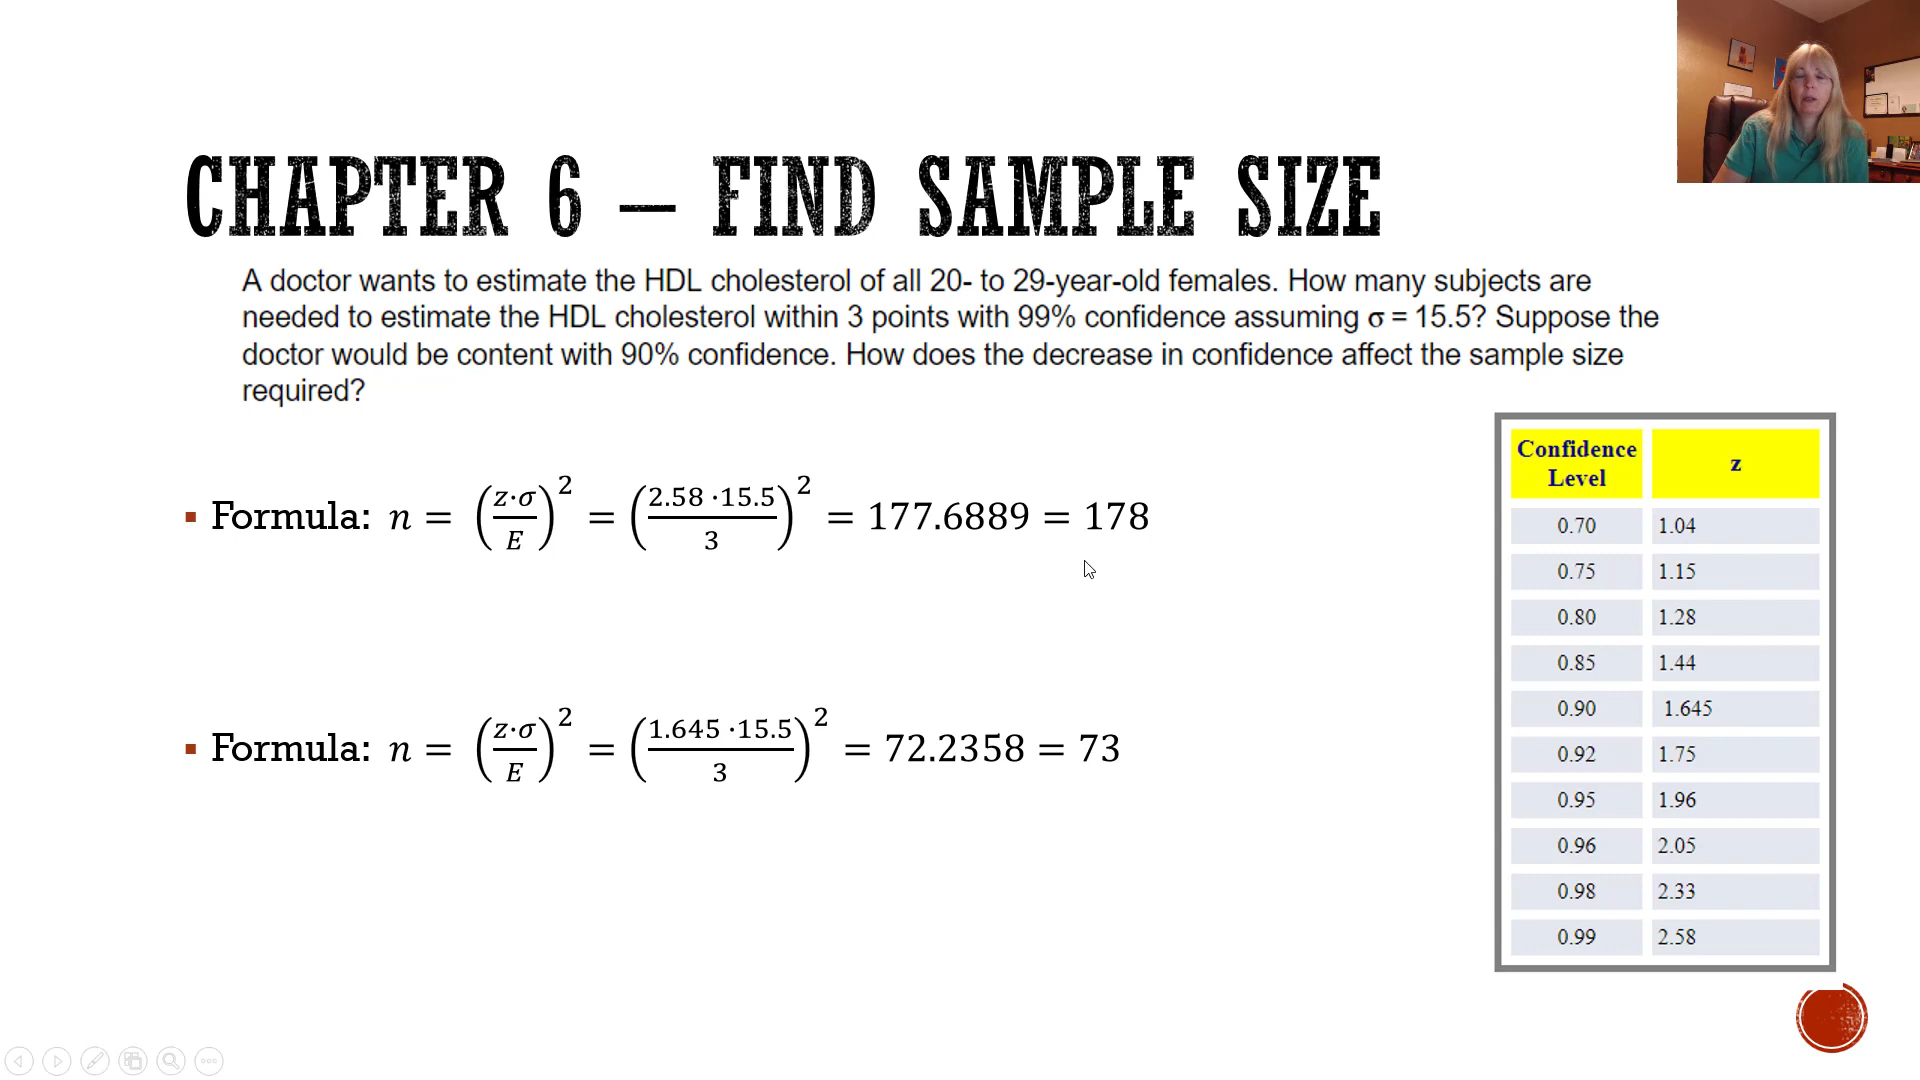 CHAPTER 6 – FIND SAMPLE SIZE
A doctor wants to estimate the HDL cholesterol of all 20- to 29-year-old females. How many subjects are
needed to estimate the HDL cholesterol within 3 points with 99% confidence assuming σ = 15.5? Suppose the
doctor would be content with 90% confidence. How does the decrease in confidence affect the sample size
required?
Formula: n = (z·σ/E)² = (2.58 ·15.5/3)² = 177.6889 = 178
Formula: n = (z·σ/E)² = (1.645 ·15.5/3)² = 72.2358 = 73
Confidence Level z
0.70 1.04
0.75 1.15
0.80 1.28
0.85 1.44
0.90 1.645
0.92 1.75
0.95 1.96
0.96 2.05
0.98 2.33
0.99 2.58